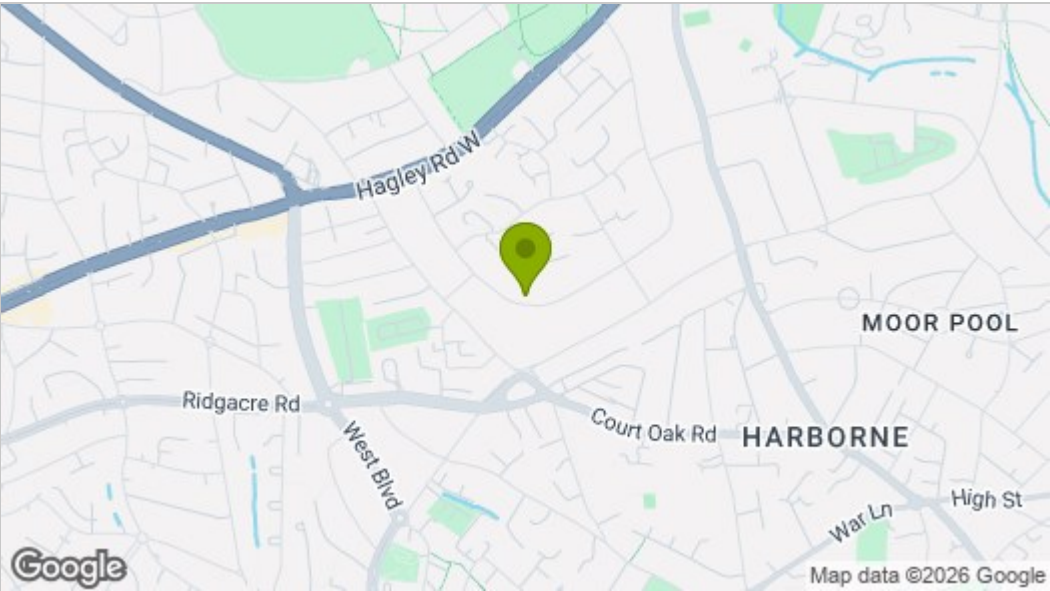 Hagley Rd W
MOOR POOL
Ridgacre Rd
Court Oak Rd
HARBORNE
West Blvd
High St
War Ln
Google
Map data ©2026 Google